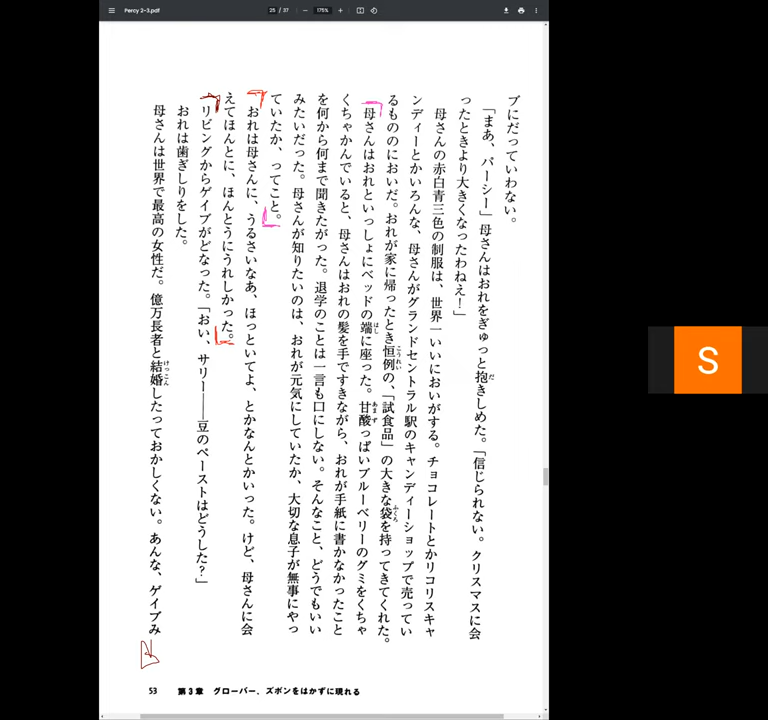 Percy 2-3.pdf
25 / 37
175%
ブにだっていわない。
「まあ、パーシー」母さんはおれをぎゅっと抱きしめた。「信じられない。クリスマスに会
ったときより大きくなったわねえ！」
母さんの赤白青三色の制服は、世界一いいにおいがする。チョコレートとかリコリスキャ
ンディーとかいろんな、母さんがグランドセントラル駅のキャンディーショップで売ってい
るもののにおいだ。おれが家に帰ったとき恒例の、「試食品」の大きな袋を持ってきてくれた。
母さんはおれといっしょにベッドの端に座った。甘酸っぱいブルーベリーのグミをくちゃ
くちゃかんでいると、母さんはおれの髪を手ですきながら、おれが手紙に書かなかったこと
を何から何まで聞きたがった。退学のことは一言も口にしない。そんなこと、どうでもいい
みたいだった。母さんが知りたいのは、おれが元気にしていたか、大切な息子が無事にやっ
ていたか、ってこと。
おれは母さんに、うるさいなあ、ほっといてよ、とかなんとかいった。けど、母さんに会
えてほんとに、ほんとうにうれしかった。
リビングからゲイブがどなった。「おい、サリー――豆のペーストはどうした？」
おれは歯ぎしりをした。
母さんは世界で最高の女性だ。億万長者と結婚したっておかしくない。あんな、ゲイブみ
53 第3章 グローバー、ズボンをはかずに現れる
S